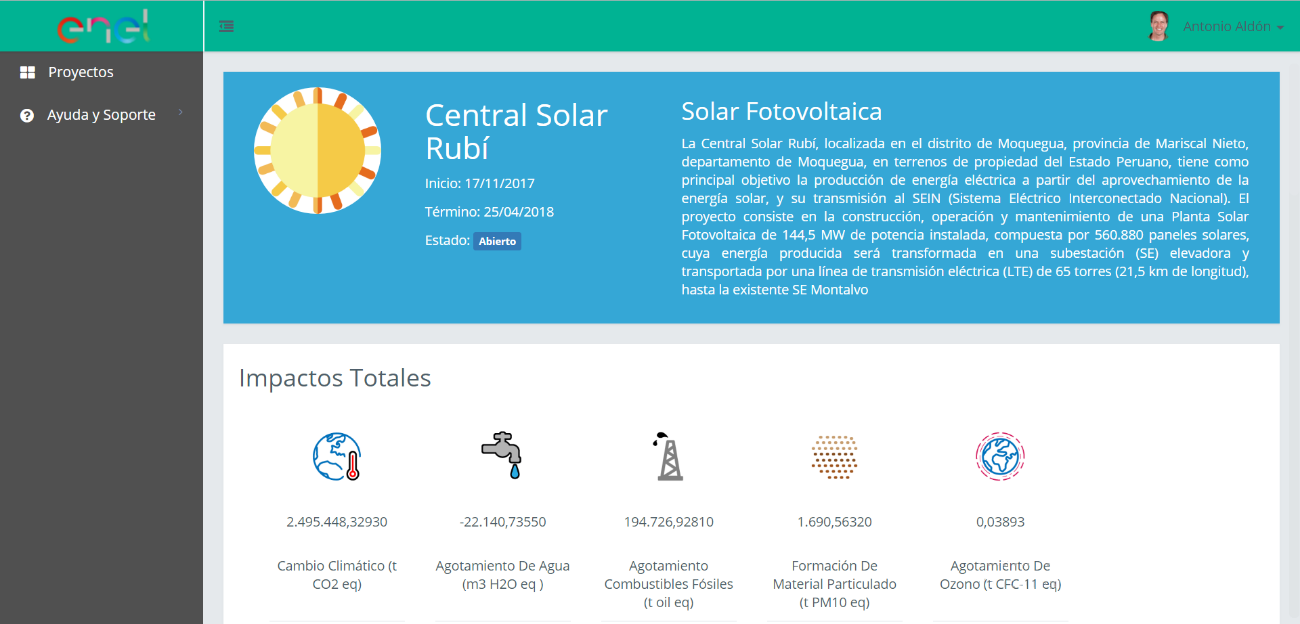 enel
Antonio Aldón
Proyectos
Ayuda y Soporte
Central Solar
Rubí
Inicio: 17/11/2017
Término: 25/04/2018
Estado: Abierto
Solar Fotovoltaica
La Central Solar Rubí, localizada en el distrito de Moquegua, provincia de Mariscal Nieto,
departamento de Moquegua, en terrenos de propiedad del Estado Peruano, tiene como
principal objetivo la producción de energía eléctrica a partir del aprovechamiento de la
energía solar, y su transmisión al SEIN (Sistema Eléctrico Interconectado Nacional). El
proyecto consiste en la construcción, operación y mantenimiento de una Planta Solar
Fotovoltaica de 144,5 MW de potencia instalada, compuesta por 560.880 paneles solares,
cuya energía producida será transformada en una subestación (SE) elevadora y
transportada por una línea de transmisión eléctrica (LTE) de 65 torres (21,5 km de longitud),
hasta la existente SE Montalvo
Impactos Totales
2.495.448,32930
Cambio Climático (t
CO2 eq)
-22.140,73550
Agotamiento De Agua
(m3 H2O eq )
194.726,92810
Agotamiento
Combustibles Fósiles
(t oil eq)
1.690,56320
Formación De
Material Particulado
(t PM10 eq)
0,03893
Agotamiento De
Ozono (t CFC-11 eq)